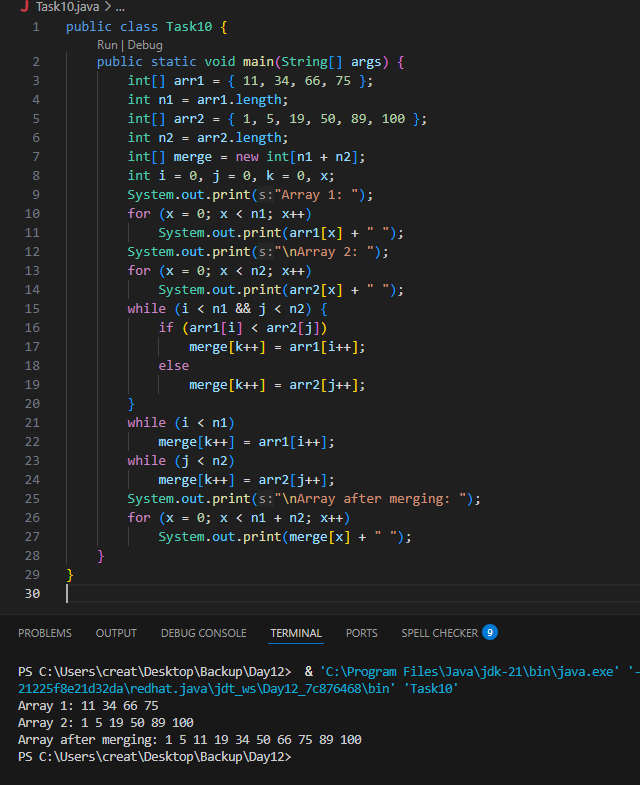 J Task10.java > ...
1 public class Task10 {
Run | Debug
2     public static void main(String[] args) {
3         int[] arr1 = { 11, 34, 66, 75 };
4         int n1 = arr1.length;
5         int[] arr2 = { 1, 5, 19, 50, 89, 100 };
6         int n2 = arr2.length;
7         int[] merge = new int[n1 + n2];
8         int i = 0, j = 0, k = 0, x;
9         System.out.print(s:"Array 1: ");
10         for (x = 0; x < n1; x++)
11             System.out.print(arr1[x] + " ");
12         System.out.print(s:"\nArray 2: ");
13         for (x = 0; x < n2; x++)
14             System.out.print(arr2[x] + " ");
15         while (i < n1 && j < n2) {
16             if (arr1[i] < arr2[j])
17                 merge[k++] = arr1[i++];
18             else
19                 merge[k++] = arr2[j++];
20         }
21         while (i < n1)
22             merge[k++] = arr1[i++];
23         while (j < n2)
24             merge[k++] = arr2[j++];
25         System.out.print(s:"\nArray after merging: ");
26         for (x = 0; x < n1 + n2; x++)
27             System.out.print(merge[x] + " ");
28     }
29 }
30
PROBLEMS OUTPUT DEBUG CONSOLE TERMINAL PORTS SPELL CHECKER 9
PS C:\Users\creat\Desktop\Backup\Day12>  & 'C:\Program Files\Java\jdk-21\bin\java.exe' '-
21225f8e21d32da\redhat.java\jdt_ws\Day12_7c876468\bin' 'Task10'
Array 1: 11 34 66 75
Array 2: 1 5 19 50 89 100
Array after merging: 1 5 11 19 34 50 66 75 89 100
PS C:\Users\creat\Desktop\Backup\Day12>